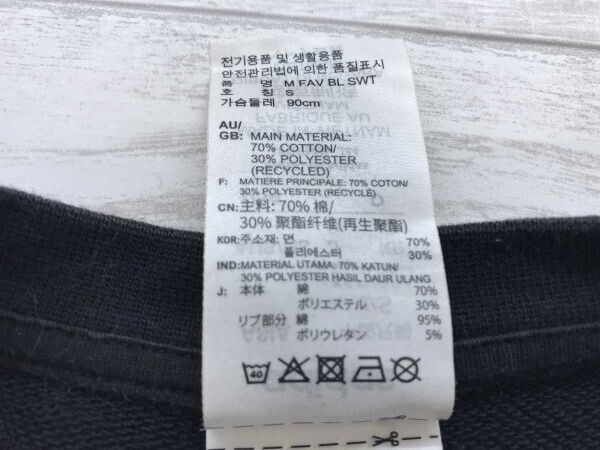 전기용품 및 생활용품
안전관리법에 의한 품질표시
품 명 M FAV BL SWT
호 칭 S
가슴둘레 90cm
AU/
GB: MAIN MATERIAL:
70% COTTON/
30% POLYESTER
(RECYCLED)
F: MATIERE PRINCIPALE: 70% COTON/
30% POLYESTER (RECYCLÉ)
CN: 主料: 70% 棉/
30% 聚酯纤维(再生聚酯)
KOR: 주소재: 면 70%
폴리에스터 30%
IND: MATERIAL UTAMA: 70% KATUN/
30% POLYESTER HASIL DAUR ULANG
J: 本体 綿 70%
ポリエステル 30%
リブ部分 綿 95%
ポリウレタン 5%
40